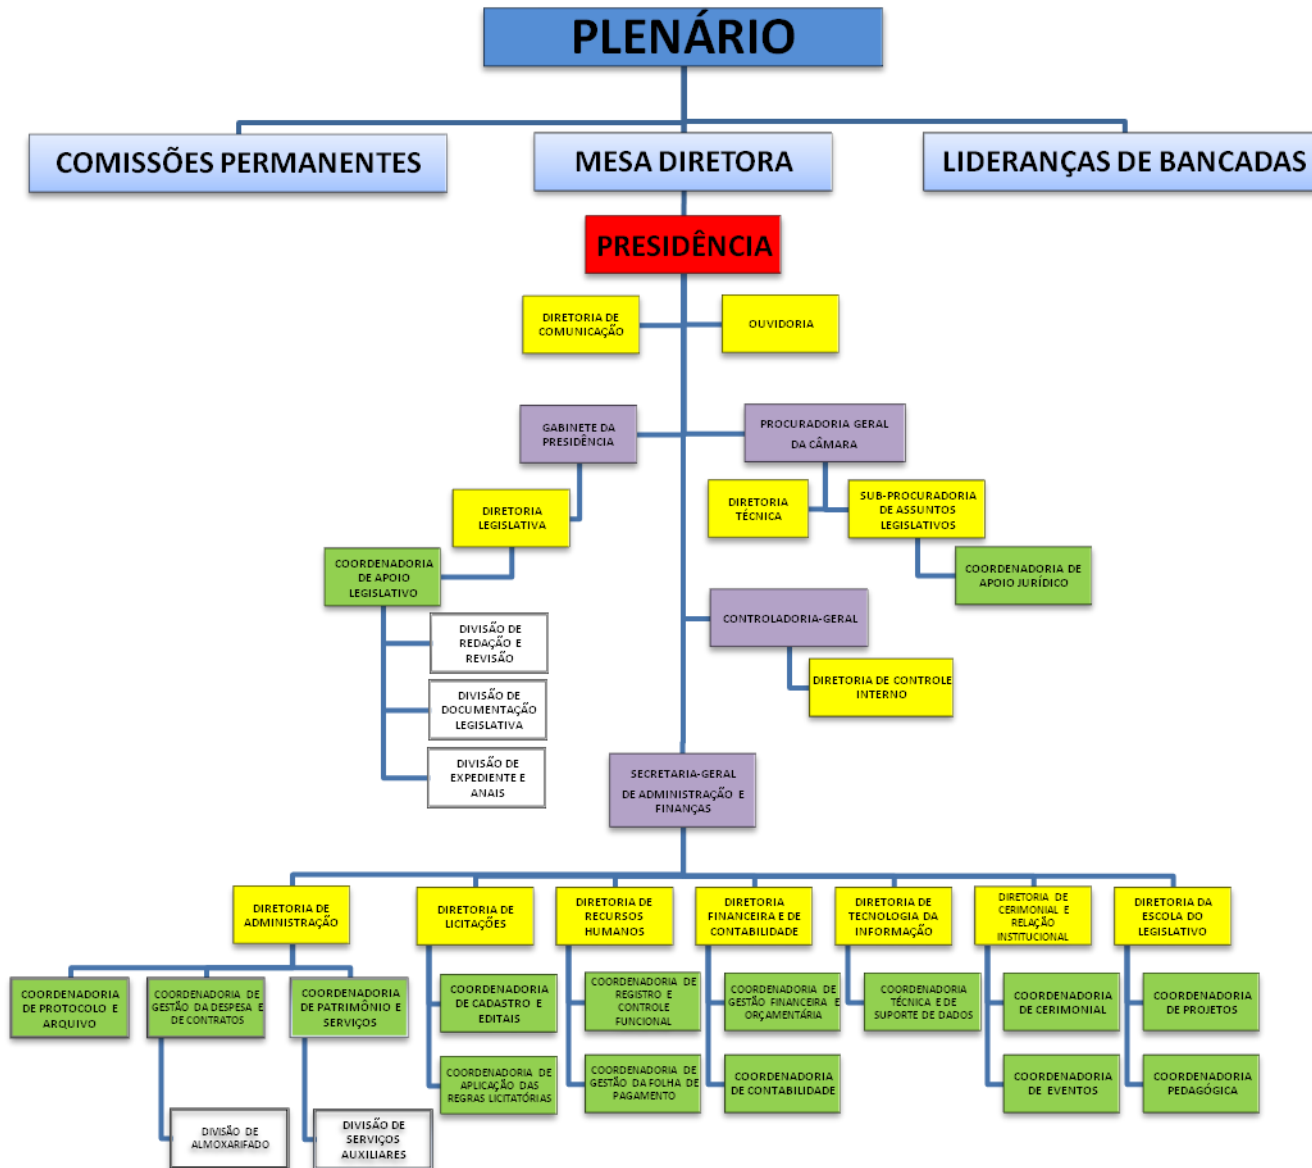 PLENÁRIO
COMISSÕES PERMANENTES
MESA DIRETORA
LIDERANÇAS DE BANCADAS
PRESIDÊNCIA
DIRETORIA DE
COMUNICAÇÃO
OUVIDORIA
GABINETE DA
PRESIDÊNCIA
PROCURADORIA GERAL
DA CÂMARA
DIRETORIA
LEGISLATIVA
DIRETORIA
TÉCNICA
SUB-PROCURADORIA
DE ASSUNTOS
LEGISLATIVOS
COORDENADORIA
DE APOIO
LEGISLATIVO
COORDENADORIA DE
APOIO JURÍDICO
DIVISÃO DE
REDAÇÃO E
REVISÃO
CONTROLADORIA-GERAL
DIVISÃO DE
DOCUMENTAÇÃO
LEGISLATIVA
DIRETORIA DE CONTROLE
INTERNO
DIVISÃO DE
EXPEDIENTE E
ANAIS
SECRETARIA-GERAL
DE ADMINISTRAÇÃO E
FINANÇAS
DIRETORIA DE
ADMINISTRAÇÃO
DIRETORIA DE
LICITAÇÕES
DIRETORIA DE
RECURSOS
HUMANOS
DIRETORIA
FINANCEIRA E DE
CONTABILIDADE
DIRETORIA DE
TECNOLOGIA DA
INFORMAÇÃO
DIRETORIA DE
CERIMONIAL E
RELAÇÃO
INSTITUCIONAL
DIRETORIA DA
ESCOLA DO
LEGISLATIVO
COORDENADORIA
DE PROTOCOLO E
ARQUIVO
COORDENADORIA DE
GESTÃO DA DESPESA E
DE CONTRATOS
COORDENADORIA
DE PATRIMÔNIO E
SERVIÇOS
COORDENADORIA
DE CADASTRO E
EDITAIS
COORDENADORIA DE
REGISTRO E
CONTROLE
FUNCIONAL
COORDENADORIA DE
GESTÃO FINANCEIRA E
ORÇAMENTÁRIA
COORDENADORIA
TÉCNICA E DE
SUPORTE DE DADOS
COORDENADORIA
DE CERIMONIAL
COORDENADORIA
DE PROJETOS
COORDENADORIA DE
APLICAÇÃO DAS
REGRAS LICITATÓRIAS
COORDENADORIA DE
GESTÃO DA FOLHA DE
PAGAMENTO
COORDENADORIA
DE CONTABILIDADE
COORDENADORIA
DE EVENTOS
COORDENADORIA
PEDAGÓGICA
DIVISÃO DE
ALMOXARIFADO
DIVISÃO DE
SERVIÇOS
AUXILIARES